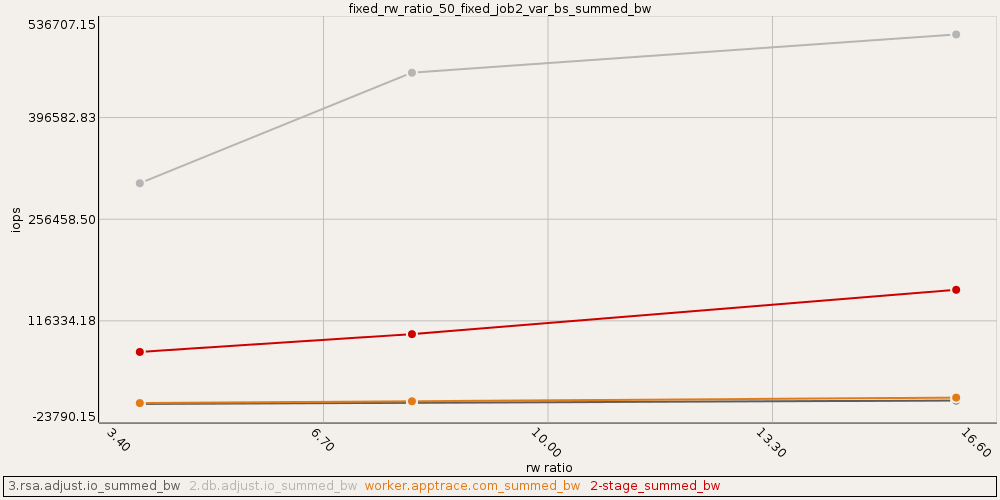 fixed_rw_ratio_50_fixed_job2_var_bs_summed_bw
536707.15
396582.83
256458.50
116334.18
-23790.15
iops
3.40
6.70
10.00
13.30
16.60
rw ratio
3.rsa.adjust.io_summed_bw 2.db.adjust.io_summed_bw worker.apptrace.com_summed_bw 2-stage_summed_bw